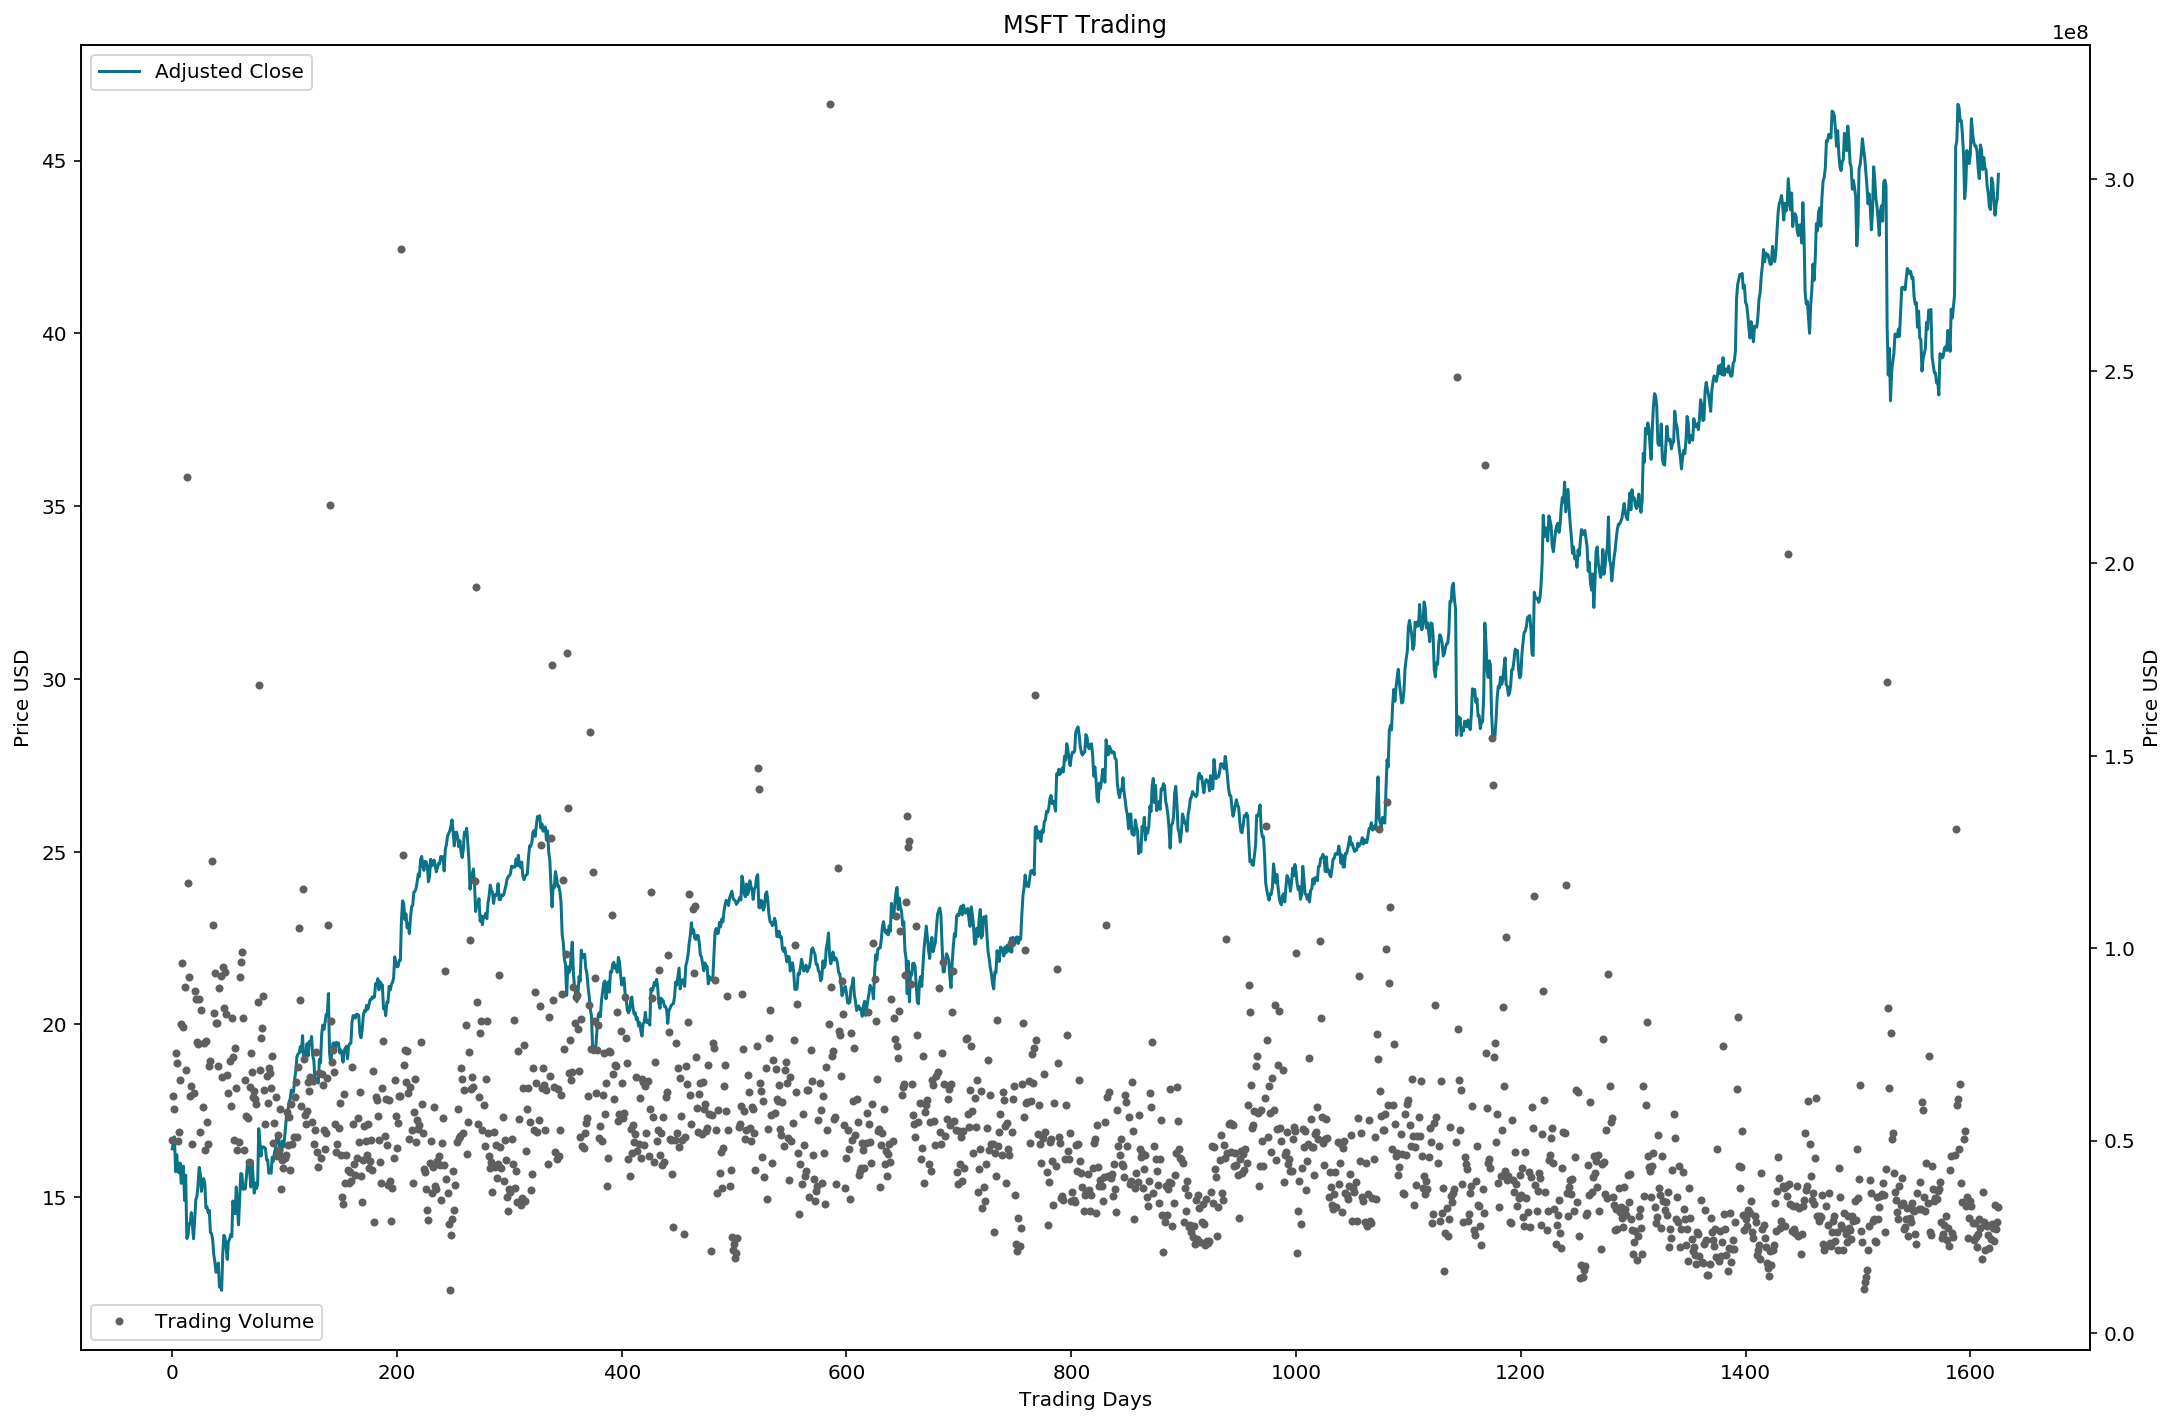 MSFT Trading
1e8
Adjusted Close
45
40
35
30
25
20
15
Price USD
3.0
2.5
2.0
1.5
1.0
0.5
0.0
Price USD
Trading Volume
0 200 400 600 800 1000 1200 1400 1600
Trading Days